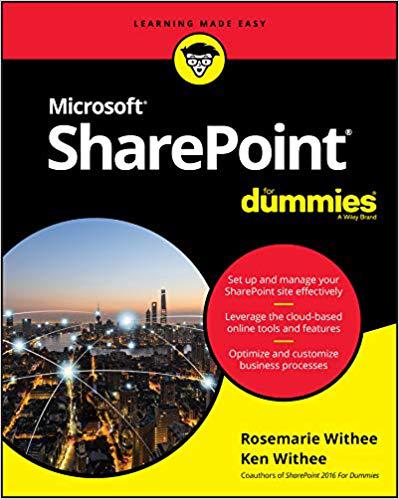 LEARNING MADE EASY
Microsoft®
SharePoint®
for
dummies®
A Wiley Brand
Set up and manage your
SharePoint site effectively
Leverage the cloud-based
online tools and features
Optimize and customize
business processes
Rosemarie Withee
Ken Withee
Coauthors of SharePoint 2016 For Dummies